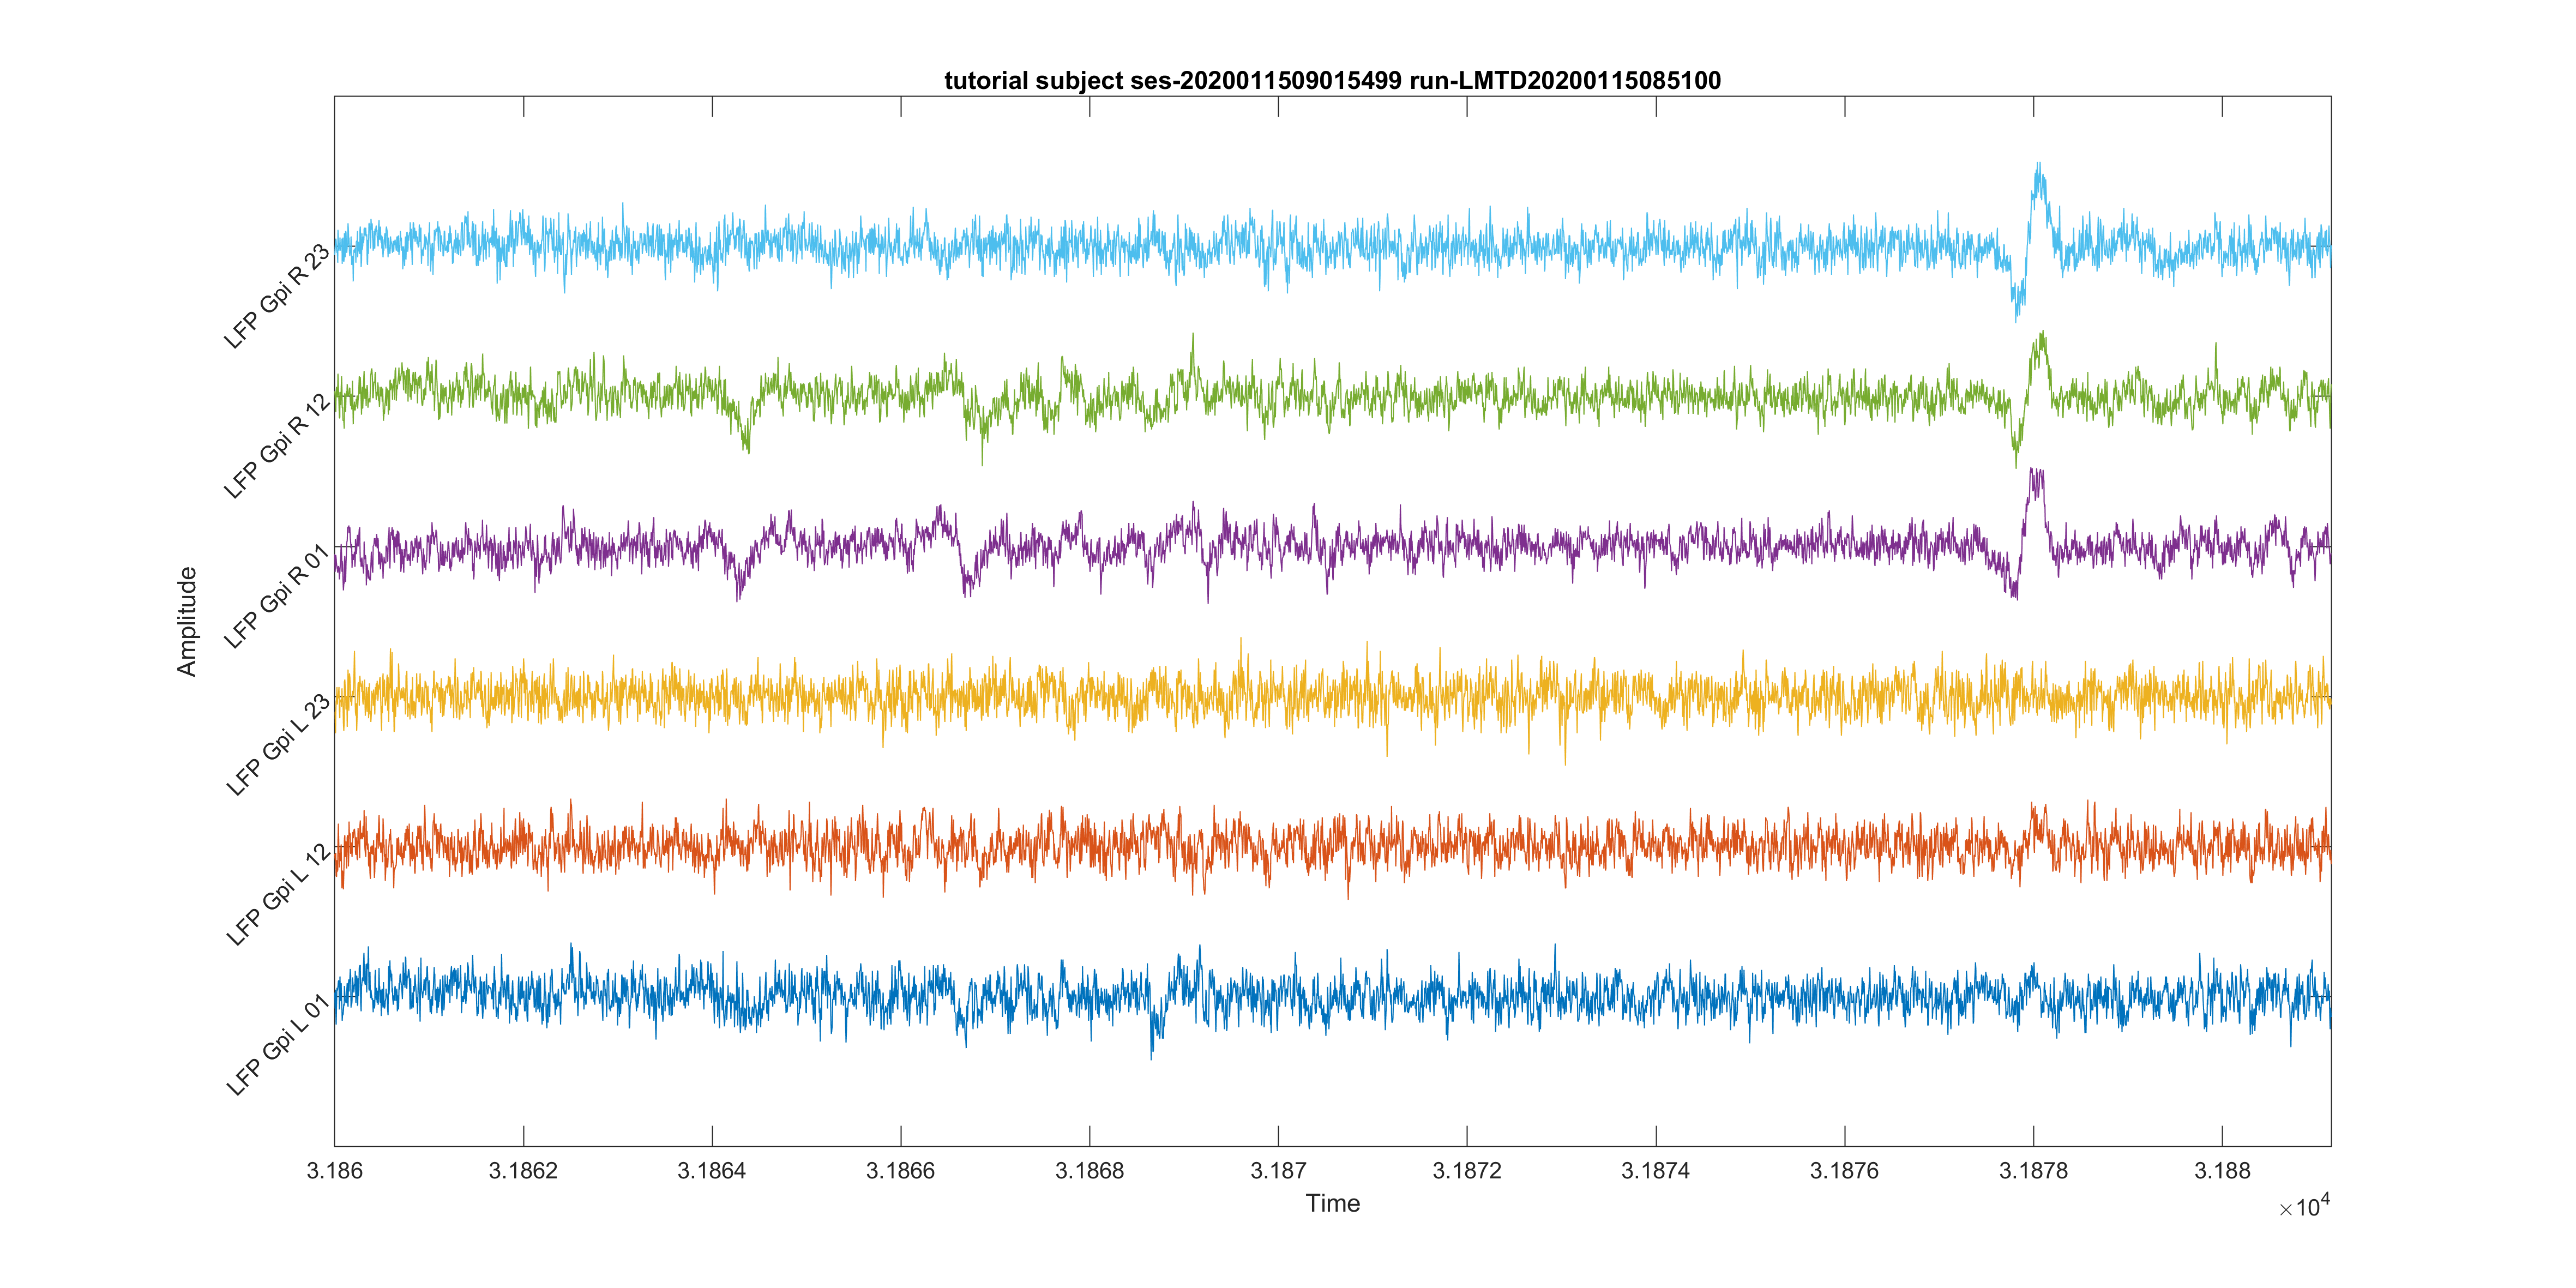 tutorial subject ses-2020011509015499 run-LMTD20200115085100
LFP Gpi R 23
LFP Gpi R 12
LFP Gpi R 01
LFP Gpi L 23
LFP Gpi L 12
LFP Gpi L 01
Amplitude
3.186 3.1862 3.1864 3.1866 3.1868 3.187 3.1872 3.1874 3.1876 3.1878 3.188
Time
×10⁴